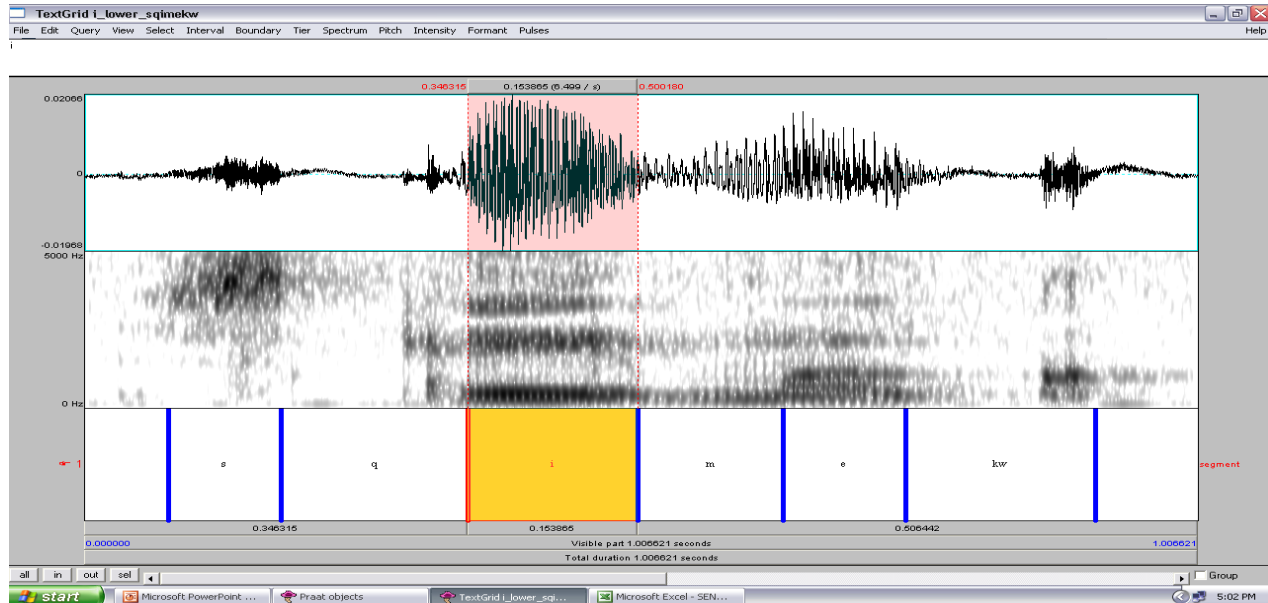 TextGrid i_lower_sqimekw
File Edit Query View Select Interval Boundary Tier Spectrum Pitch Intensity Formant Pulses Help
i
0.346315 0.153865 (6.499 / s) 0.500180
0.02066
0
-0.01968
5000 Hz
0 Hz
1 s q i m e kw segment
0.346315 0.153865 0.506442
0.000000 Visible part 1.006621 seconds 1.006621
Total duration 1.006621 seconds
all in out sel Group
start Microsoft PowerPoint ... Praat objects TextGrid i_lower_sqi... Microsoft Excel - SEN... 5:02 PM